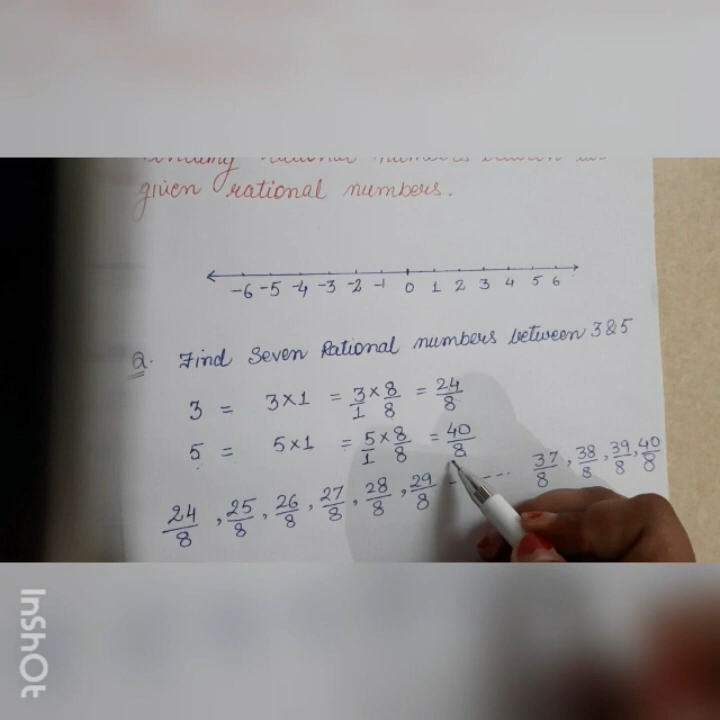 given rational numbers.
-6 -5 -4 -3 -2 -1 0 1 2 3 4 5 6
Q. Find Seven Rational numbers between 3 & 5
3 = 3×1 = 3/1 × 8/8 = 24/8
5 = 5×1 = 5/1 × 8/8 = 40/8
24/8, 25/8, 26/8, 27/8, 28/8, 29/8 ------- 37/8, 38/8, 39/8, 40/8
InShOt